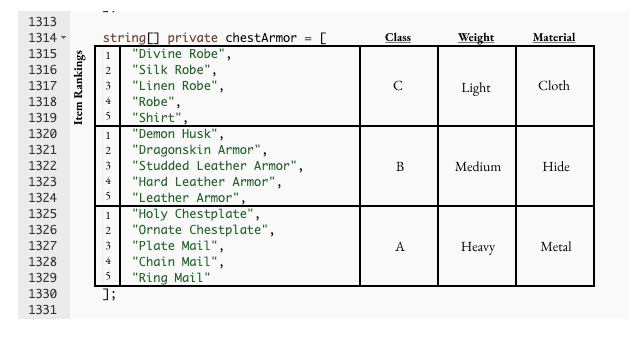 1313 ];
1314 string[] private chestArmor = [ Class Weight Material
Item Rankings
1315 1 "Divine Robe",
1316 2 "Silk Robe",
1317 3 "Linen Robe", C Light Cloth
1318 4 "Robe",
1319 5 "Shirt",
1320 1 "Demon Husk",
1321 2 "Dragonskin Armor",
1322 3 "Studded Leather Armor", B Medium Hide
1323 4 "Hard Leather Armor",
1324 5 "Leather Armor",
1325 1 "Holy Chestplate",
1326 2 "Ornate Chestplate",
1327 3 "Plate Mail", A Heavy Metal
1328 4 "Chain Mail",
1329 5 "Ring Mail"
1330 ];
1331